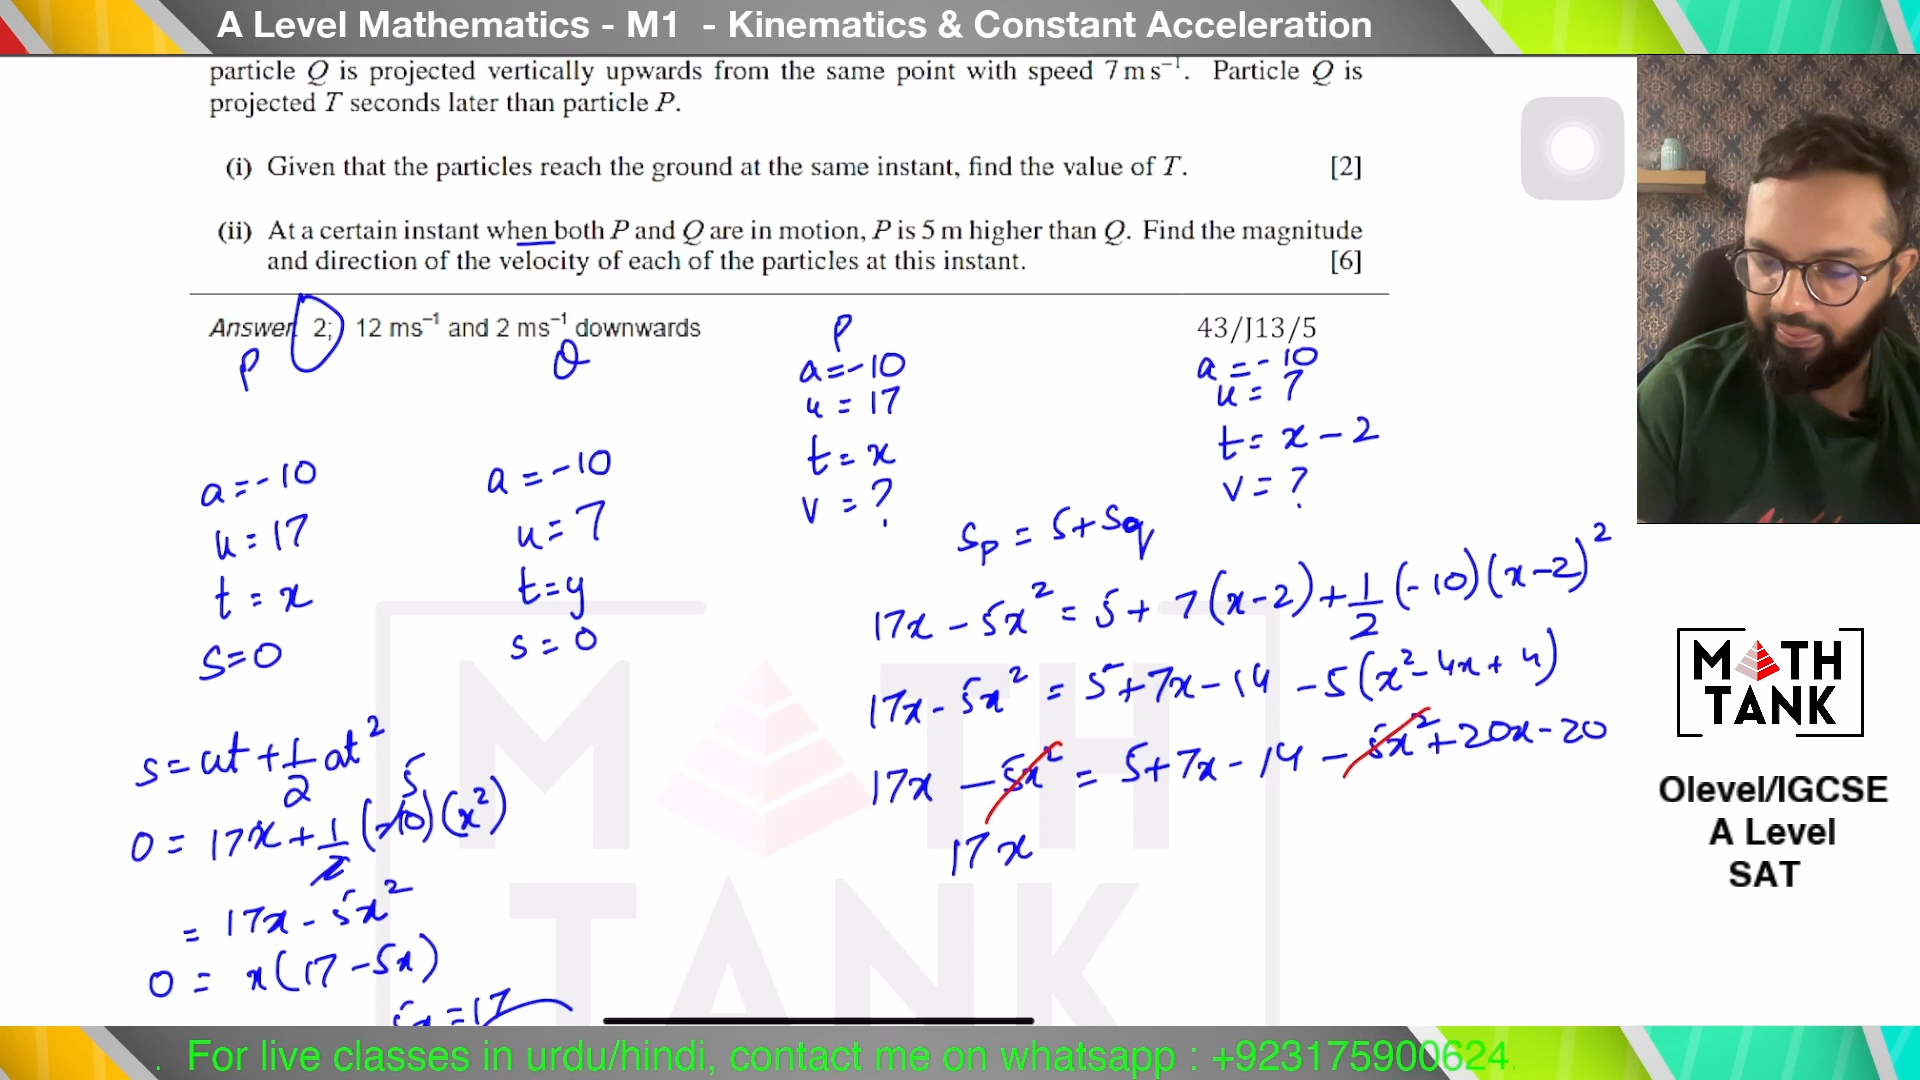 A Level Mathematics - M1 - Kinematics & Constant Acceleration
particle Q is projected vertically upwards from the same point with speed 7 m s⁻¹. Particle Q is
projected T seconds later than particle P.
(i) Given that the particles reach the ground at the same instant, find the value of T. [2]
(ii) At a certain instant when both P and Q are in motion, P is 5 m higher than Q. Find the magnitude
and direction of the velocity of each of the particles at this instant. [6]
Answer 2; 12 ms⁻¹ and 2 ms⁻¹ downwards
43/J13/5
P
a = -10
u = 17
t = x
s = 0
s = ut + 1/2 at²
5
0 = 17x + 1/2 (-10)(x²)
= 17x - 5x²
0 = x(17 - 5x)
5x = 17
Q
a = -10
u = 7
t = y
s = 0
P
a = -10
u = 17
t = x
v = ?
a = -10
u = 7
t = x - 2
v = ?
Sp = 5 + Sq
17x - 5x² = 5 + 7(x-2) + 1/2 (-10)(x-2)²
17x - 5x² = 5 + 7x - 14 - 5(x² - 4x + 4)
17x - 5x² = 5 + 7x - 14 - 5x² + 20x - 20
17x
MATH
TANK
MATH
TANK
Olevel/IGCSE
A Level
SAT
. For live classes in urdu/hindi, contact me on whatsapp : +923175900624.